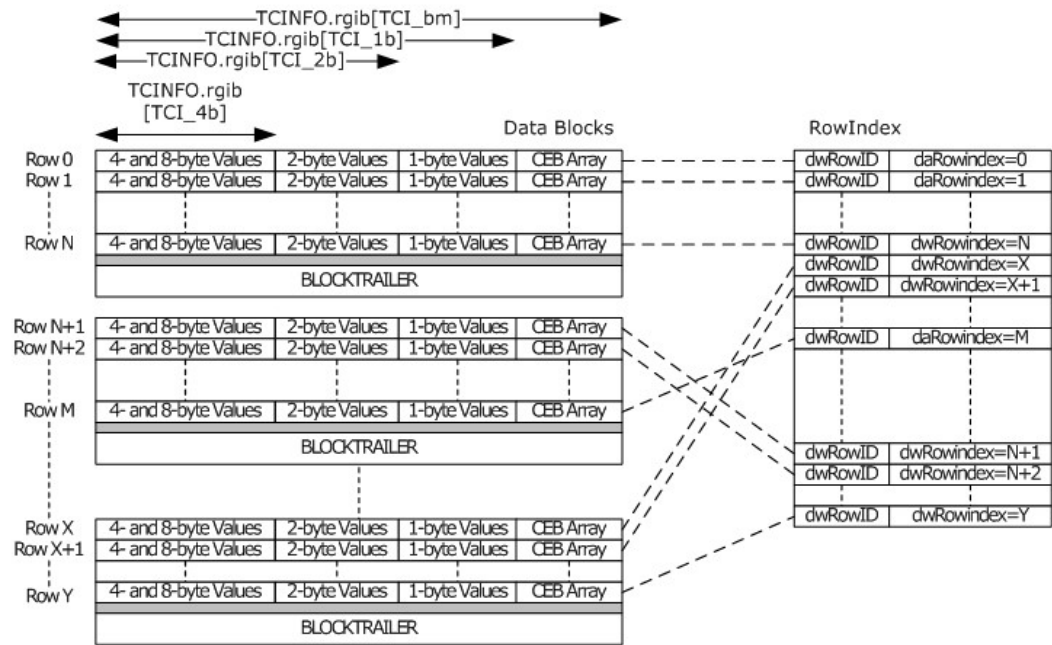 TCINFO.rgib[TCI_bm]
TCINFO.rgib[TCI_1b]
TCINFO.rgib[TCI_2b]
TCINFO.rgib
[TCI_4b]
Data Blocks RowIndex
Row 0 4- and 8-byte Values 2-byte Values 1-byte Values CEB Array dwRowID daRowindex=0
Row 1 4- and 8-byte Values 2-byte Values 1-byte Values CEB Array dwRowID daRowindex=1
Row N 4- and 8-byte Values 2-byte Values 1-byte Values CEB Array dwRowID dwRowindex=N
dwRowID dwRowindex=X
BLOCKTRAILER dwRowID dwRowindex=X+1
Row N+1 4- and 8-byte Values 2-byte Values 1-byte Values CEB Array
dwRowID daRowindex=M
Row N+2 4- and 8-byte Values 2-byte Values 1-byte Values CEB Array
Row M 4- and 8-byte Values 2-byte Values 1-byte Values CEB Array
BLOCKTRAILER dwRowID dwRowindex=N+1
dwRowID dwRowindex=N+2
dwRowID dwRowindex=Y
Row X 4- and 8-byte Values 2-byte Values 1-byte Values CEB Array
Row X+1 4- and 8-byte Values 2-byte Values 1-byte Values CEB Array
Row Y 4- and 8-byte Values 2-byte Values 1-byte Values CEB Array
BLOCKTRAILER